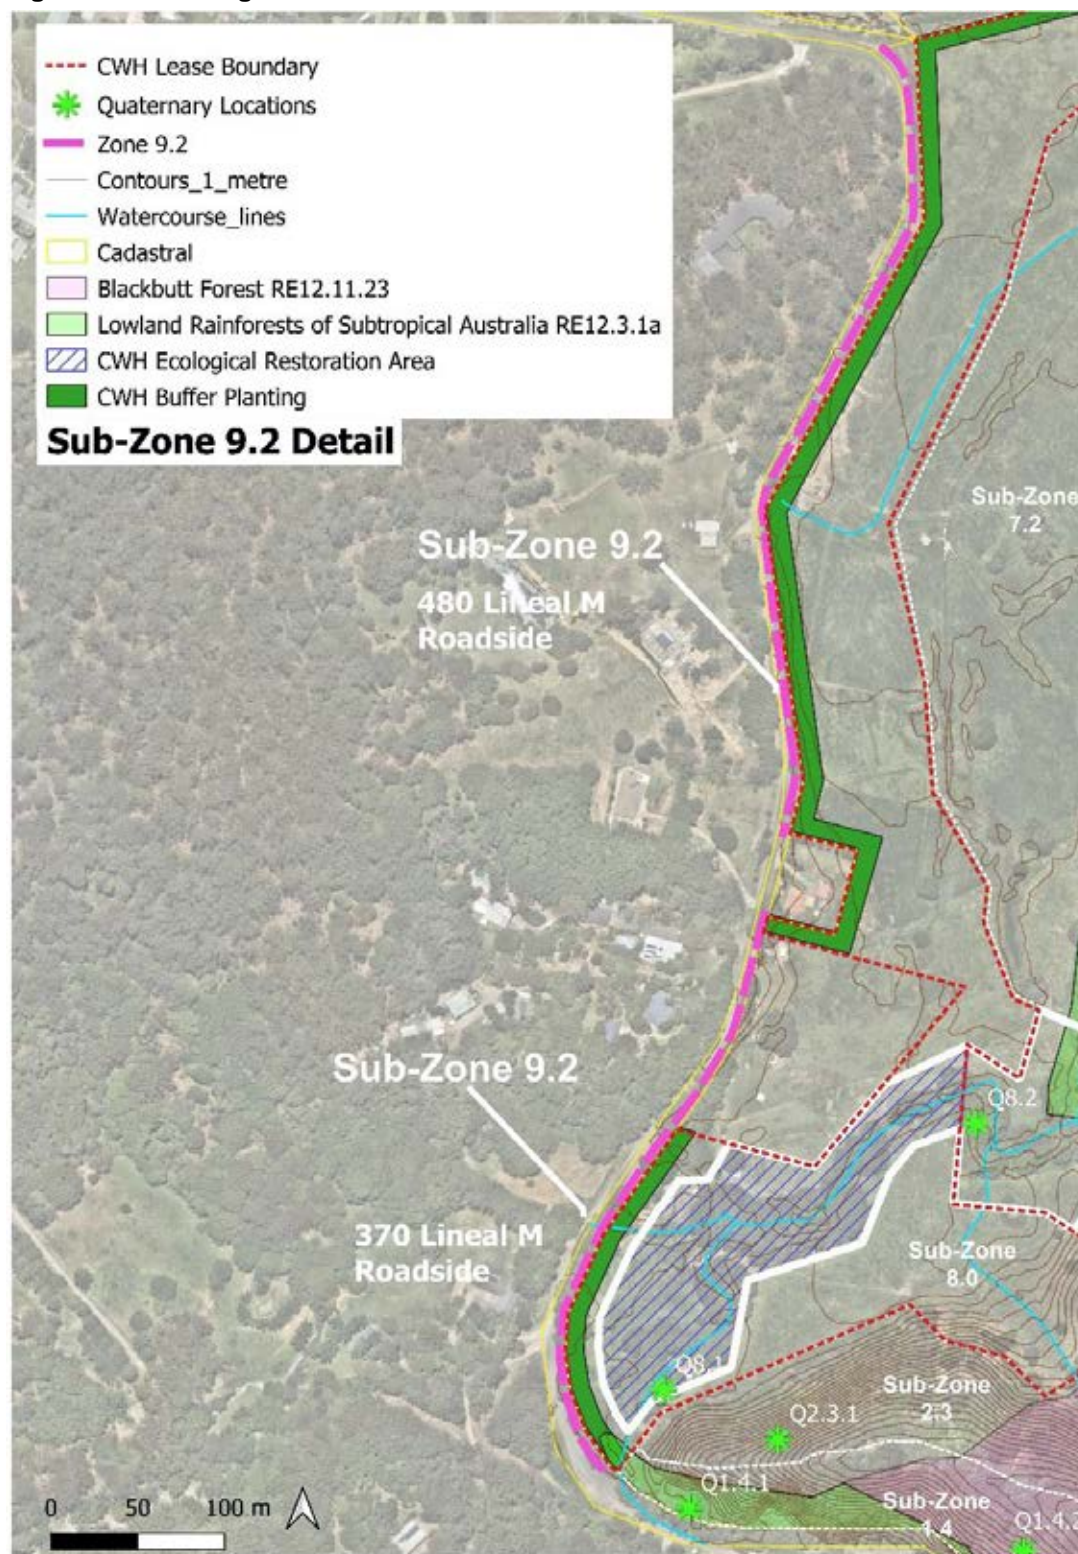 CWH Lease Boundary
Quaternary Locations
Zone 9.2
Contours_1_metre
Watercourse_lines
Cadastral
Blackbutt Forest RE12.11.23
Lowland Rainforests of Subtropical Australia RE12.3.1a
CWH Ecological Restoration Area
CWH Buffer Planting
Sub-Zone 9.2 Detail
Sub-Zone
7.2
Sub-Zone 9.2
480 Lineal M
Roadside
Sub-Zone 9.2
Q8.2
370 Lineal M
Roadside
Sub-Zone
8.0
Q8.1
Sub-Zone
2.3
Q2.3.1
Q1.4.1
Sub-Zone
1.4
0 50 100 m